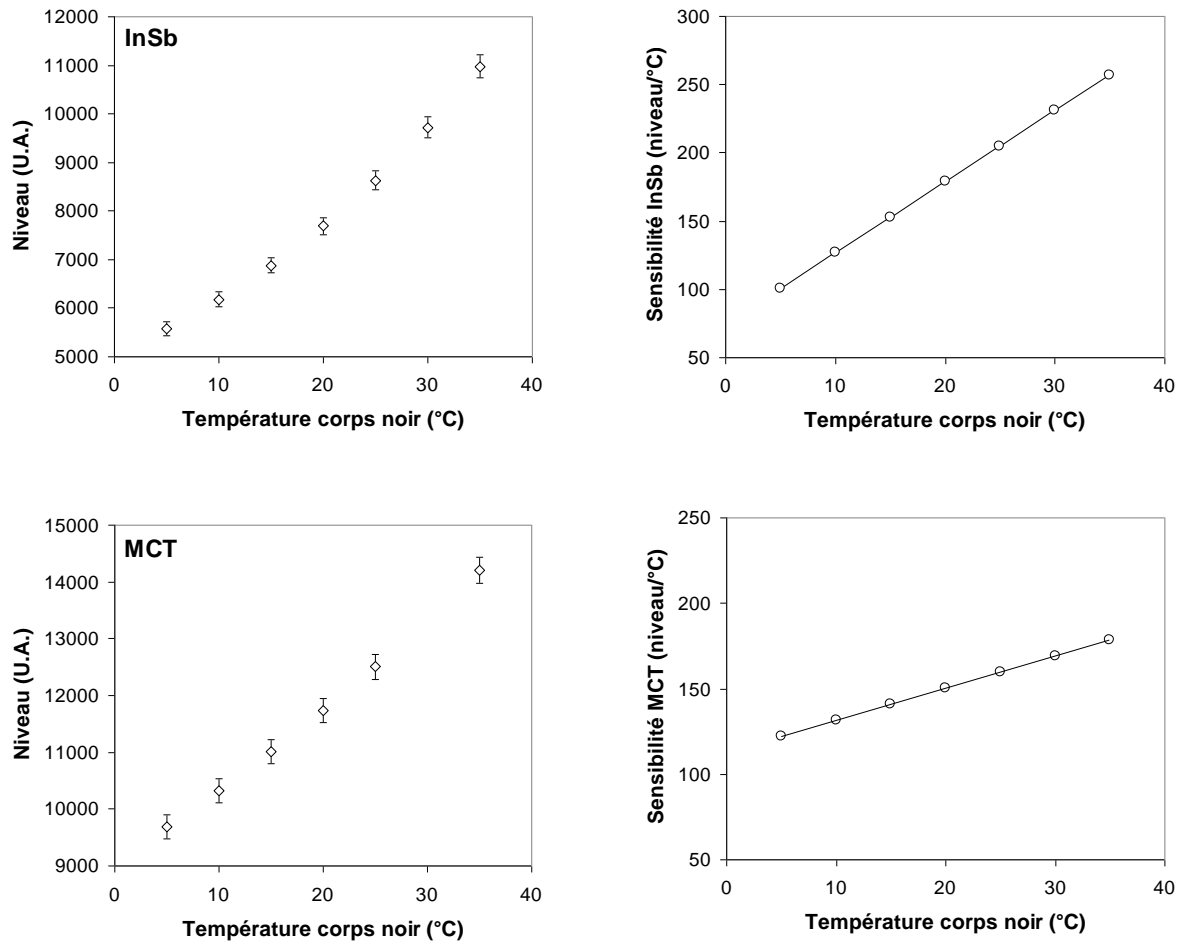 InSb
12000
11000
10000
9000
8000
7000
6000
5000
0 10 20 30 40
Niveau (U.A.)
Température corps noir (°C)
300
250
200
150
100
50
0 10 20 30 40
Sensibilité InSb (niveau/°C)
Température corps noir (°C)
MCT
15000
14000
13000
12000
11000
10000
9000
0 10 20 30 40
Niveau (U.A.)
Température corps noir (°C)
250
200
150
100
50
0 10 20 30 40
Sensibilité MCT (niveau/°C)
Température corps noir (°C)